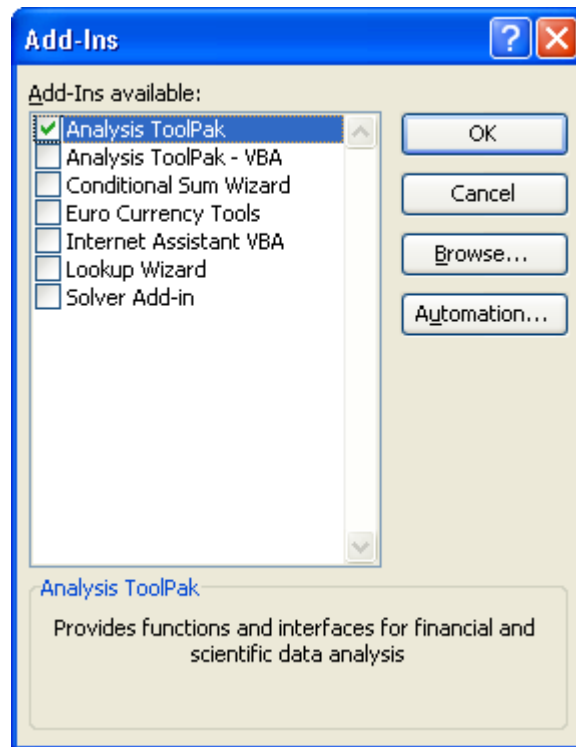 Add-Ins
Add-Ins available:
Analysis ToolPak
Analysis ToolPak - VBA
Conditional Sum Wizard
Euro Currency Tools
Internet Assistant VBA
Lookup Wizard
Solver Add-in
OK
Cancel
Browse...
Automation...
Analysis ToolPak
Provides functions and interfaces for financial and
scientific data analysis